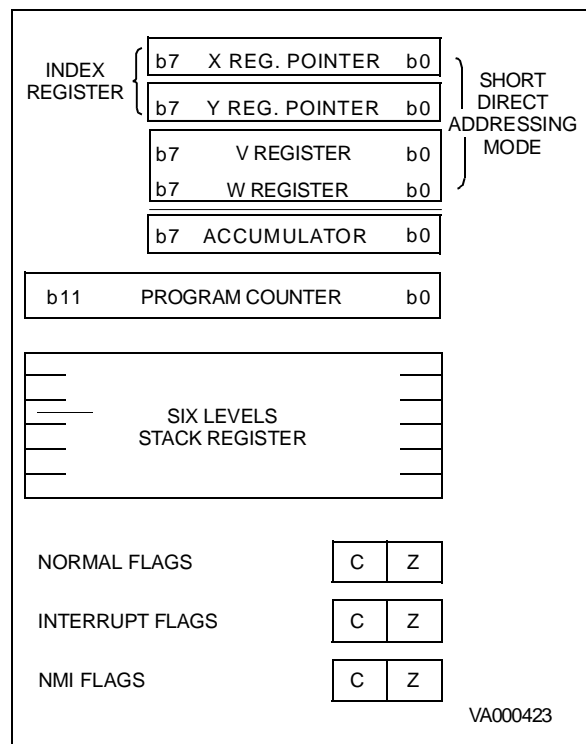 INDEX
REGISTER
b7 X REG. POINTER b0
b7 Y REG. POINTER b0
b7 V REGISTER b0
b7 W REGISTER b0
SHORT
DIRECT
ADDRESSING
MODE
b7 ACCUMULATOR b0
b11 PROGRAM COUNTER b0
SIX LEVELS
STACK REGISTER
NORMAL FLAGS C Z
INTERRUPT FLAGS C Z
NMI FLAGS C Z
VA000423